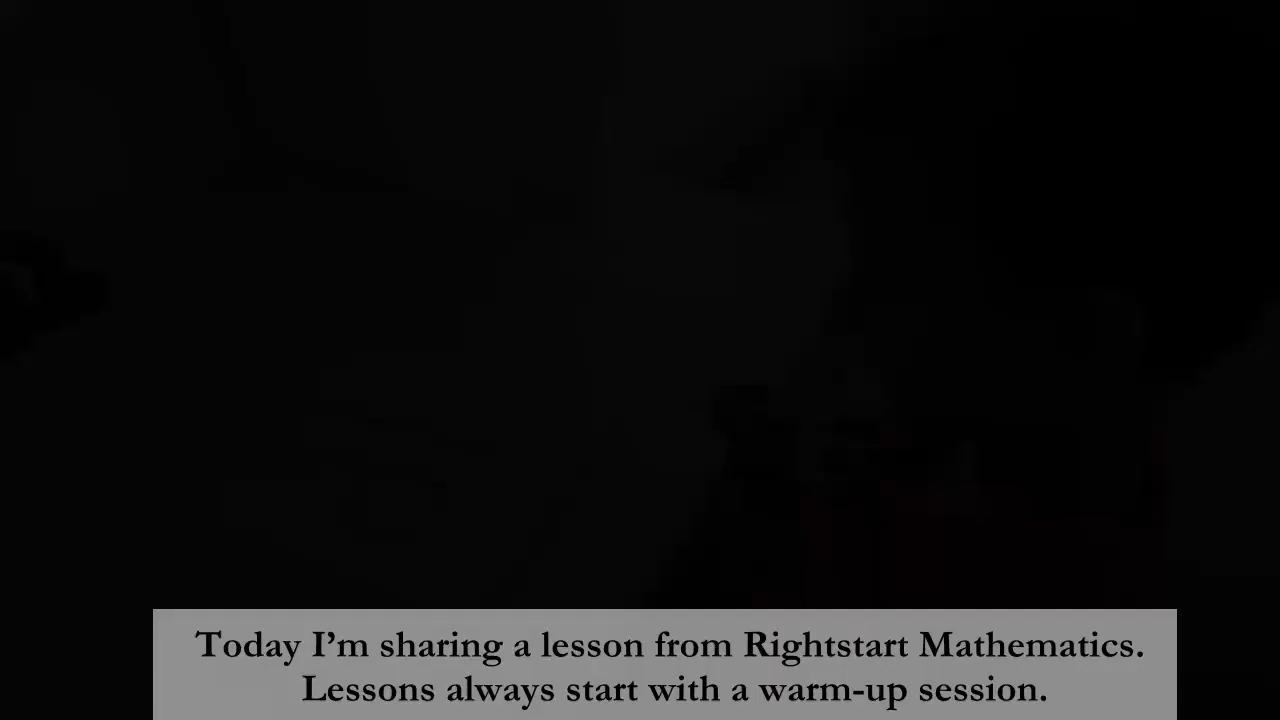 Today I’m sharing a lesson from Rightstart Mathematics.
Lessons always start with a warm-up session.